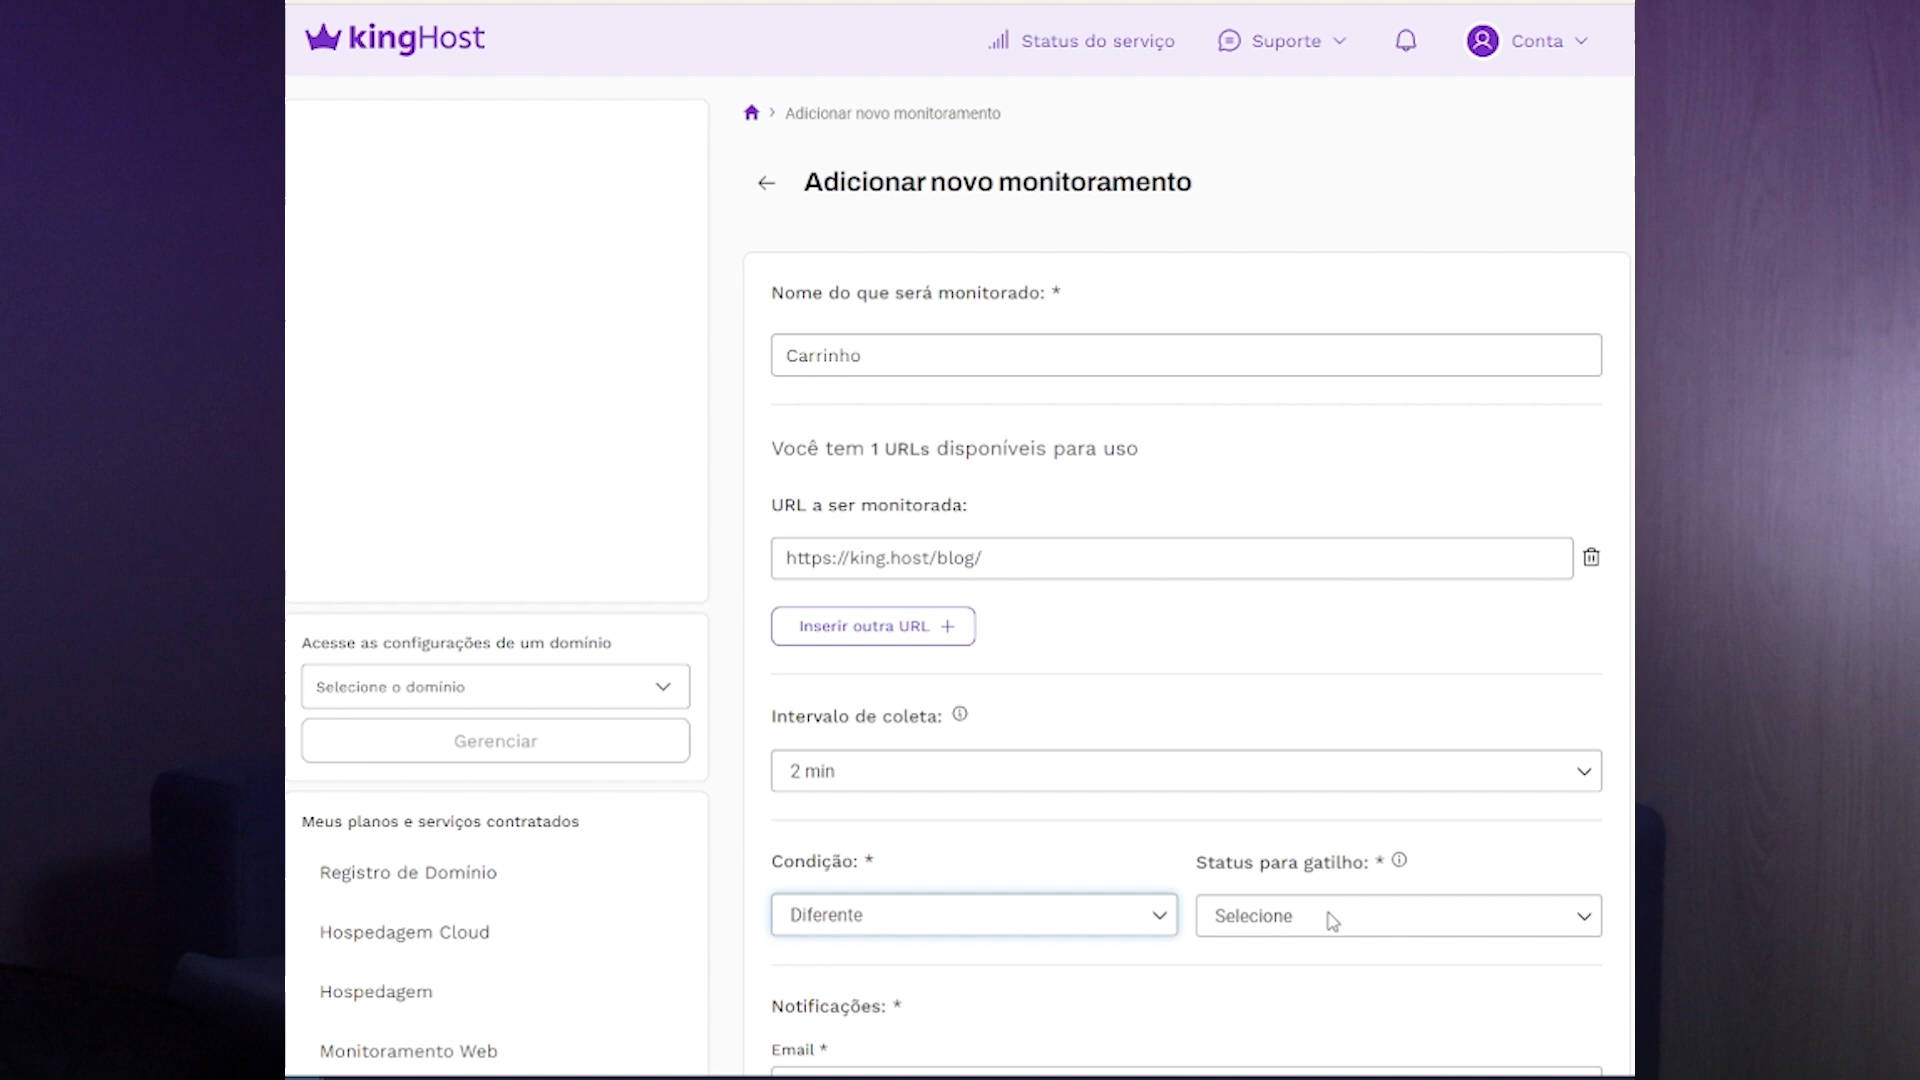 kingHost
Status do serviço
Suporte
Conta
Adicionar novo monitoramento
Adicionar novo monitoramento
Nome do que será monitorado: *
Carrinho
Você tem 1 URLs disponíveis para uso
URL a ser monitorada:
https://king.host/blog/
Inserir outra URL +
Intervalo de coleta:
2 min
Condição: *
Status para gatilho: *
Diferente
Selecione
Notificações: *
Email *
Acesse as configurações de um domínio
Selecione o domínio
Gerenciar
Meus planos e serviços contratados
Registro de Domínio
Hospedagem Cloud
Hospedagem
Monitoramento Web